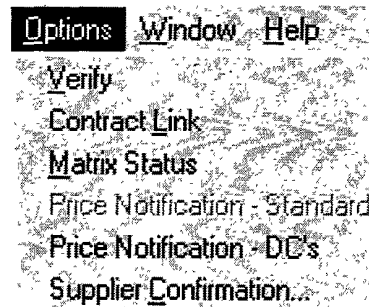 Options Window Help
Verify
Contract Link
Matrix Status
Price Notification - Standard
Price Notification - DC's
Supplier Confirmation...